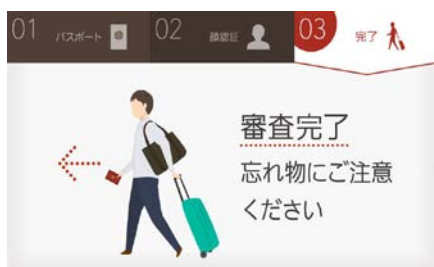 01 パスポート
02 顔認証
03 完了
審査完了
忘れ物にご注意
ください